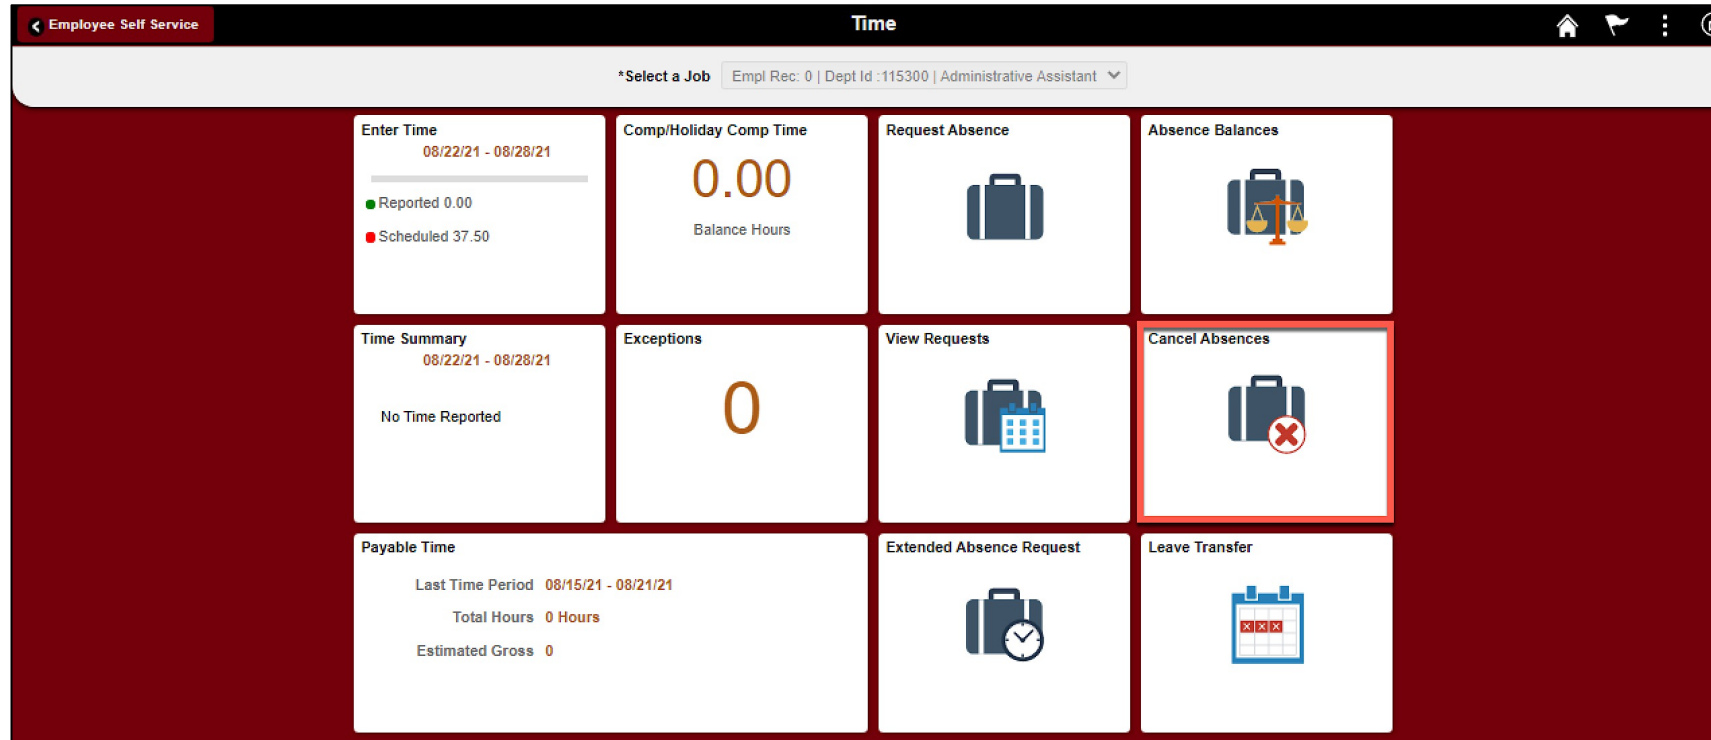 Employee Self Service
Time
*Select a Job
Empl Rec: 0 | Dept Id :115300 | Administrative Assistant
Enter Time
08/22/21 - 08/28/21
Reported 0.00
Scheduled 37.50
Comp/Holiday Comp Time
0.00
Balance Hours
Request Absence
Absence Balances
Time Summary
08/22/21 - 08/28/21
No Time Reported
Exceptions
0
View Requests
Cancel Absences
Payable Time
Last Time Period 08/15/21 - 08/21/21
Total Hours 0 Hours
Estimated Gross 0
Extended Absence Request
Leave Transfer